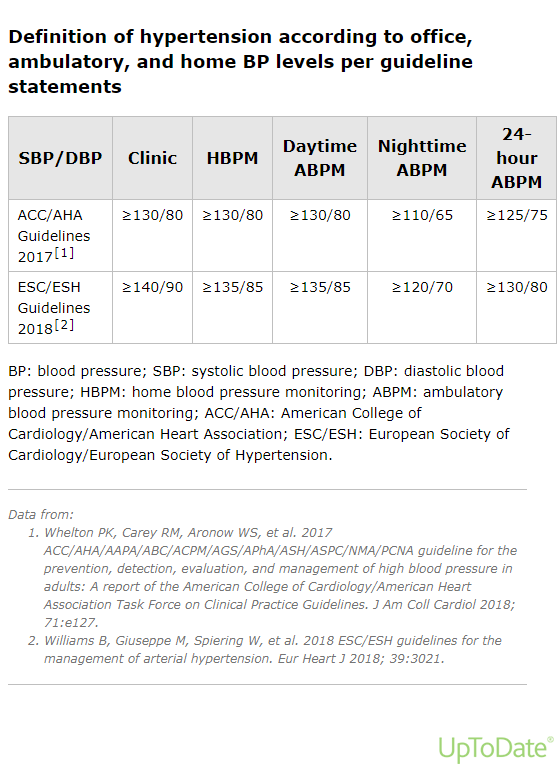 Definition of hypertension according to office,
ambulatory, and home BP levels per guideline
statements
SBP/DBP Clinic HBPM Daytime ABPM Nighttime ABPM 24-hour ABPM
ACC/AHA Guidelines 2017[1] ≥130/80 ≥130/80 ≥130/80 ≥110/65 ≥125/75
ESC/ESH Guidelines 2018[2] ≥140/90 ≥135/85 ≥135/85 ≥120/70 ≥130/80
BP: blood pressure; SBP: systolic blood pressure; DBP: diastolic blood
pressure; HBPM: home blood pressure monitoring; ABPM: ambulatory
blood pressure monitoring; ACC/AHA: American College of
Cardiology/American Heart Association; ESC/ESH: European Society of
Cardiology/European Society of Hypertension.
Data from:
1. Whelton PK, Carey RM, Aronow WS, et al. 2017
ACC/AHA/AAPA/ABC/ACPM/AGS/APhA/ASH/ASPC/NMA/PCNA guideline for the
prevention, detection, evaluation, and management of high blood pressure in
adults: A report of the American College of Cardiology/American Heart
Association Task Force on Clinical Practice Guidelines. J Am Coll Cardiol 2018;
71:e127.
2. Williams B, Giuseppe M, Spiering W, et al. 2018 ESC/ESH guidelines for the
management of arterial hypertension. Eur Heart J 2018; 39:3021.
UpToDate®